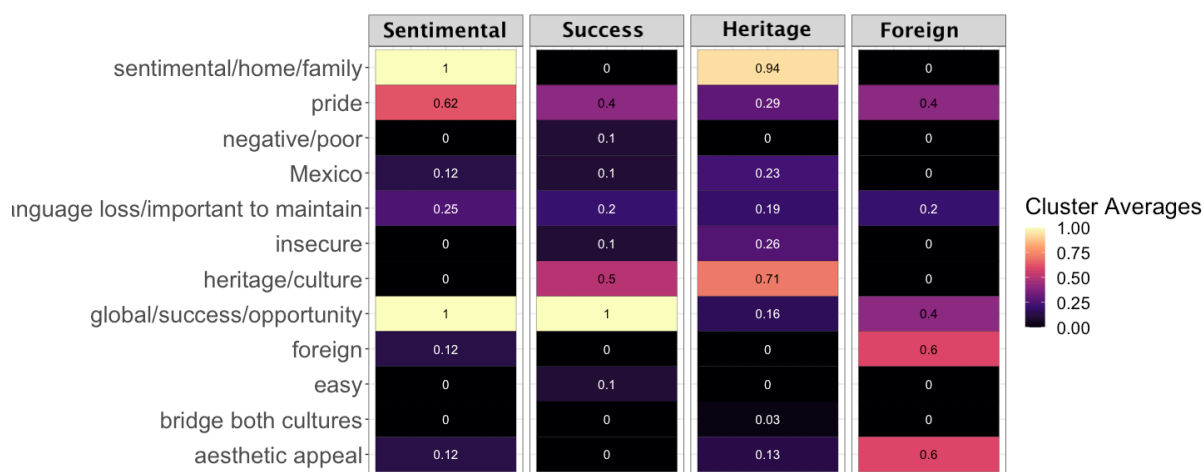 Sentimental Success Heritage Foreign
sentimental/home/family 1 0 0.94 0
pride 0.62 0.4 0.29 0.4
negative/poor 0 0.1 0 0
Mexico 0.12 0.1 0.23 0
loss/important to maintain 0.25 0.2 0.19 0.2
insecure 0 0.1 0.26 0
heritage/culture 0 0.5 0.71 0
global/success/opportunity 1 1 0.16 0.4
foreign 0.12 0 0 0.6
easy 0 0.1 0 0
bridge both cultures 0 0 0.03 0
aesthetic appeal 0.12 0 0.13 0.6
Cluster Averages
1.00
0.75
0.50
0.25
0.00